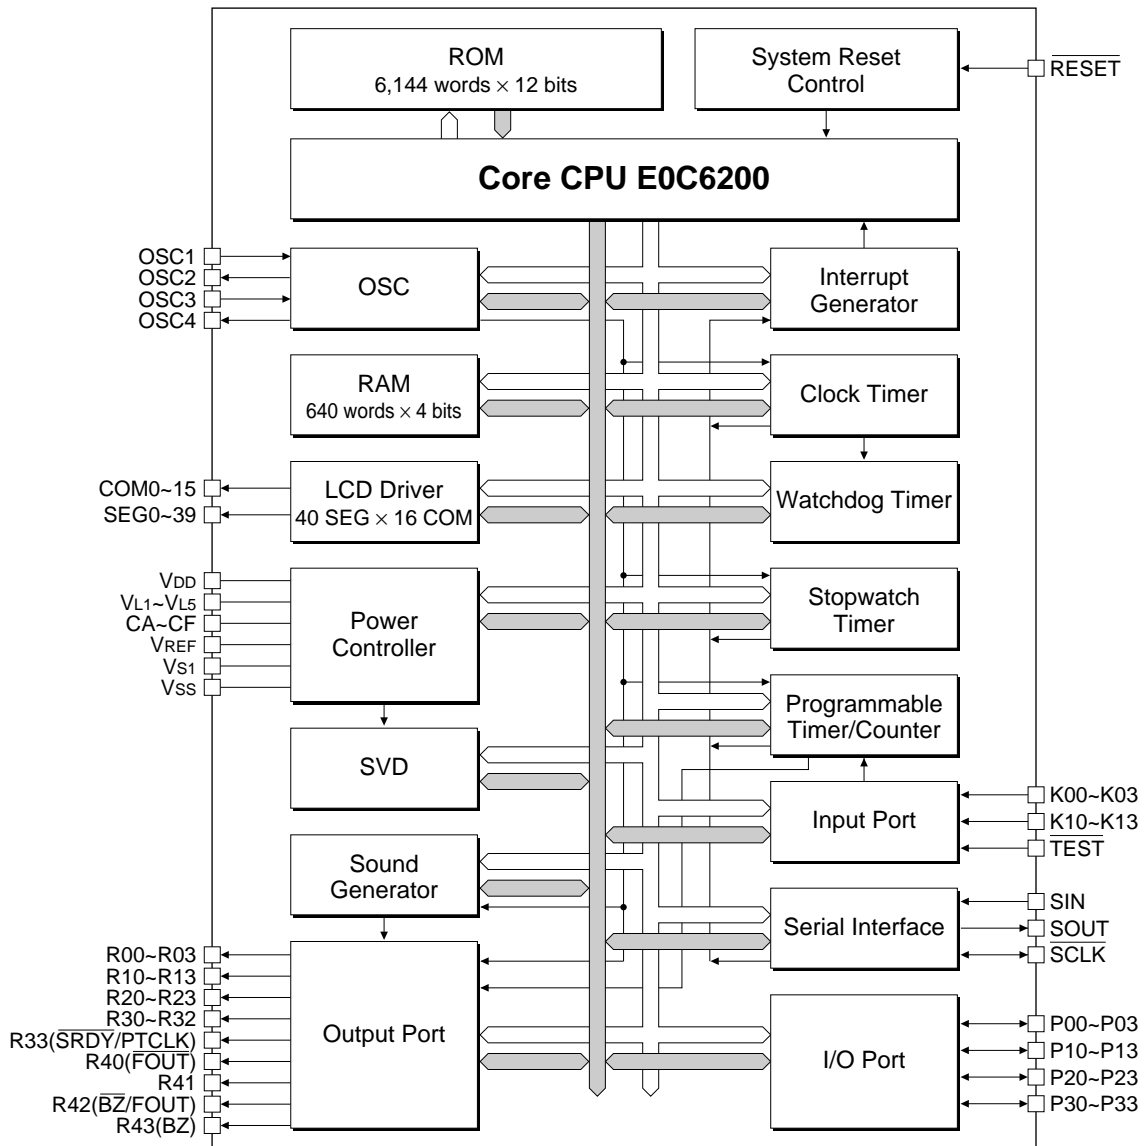 ROM
6,144 words × 12 bits
System Reset
Control
RESET
Core CPU E0C6200
OSC1
OSC2
OSC3
OSC4
OSC
Interrupt
Generator
RAM
640 words × 4 bits
Clock Timer
COM0~15
SEG0~39
LCD Driver
40 SEG × 16 COM
Watchdog Timer
VDD
VL1~VL5
CA~CF
VREF
VS1
VSS
Power
Controller
Stopwatch
Timer
Programmable
Timer/Counter
SVD
Input Port
K00~K03
K10~K13
TEST
Sound
Generator
Serial Interface
SIN
SOUT
SCLK
R00~R03
R10~R13
R20~R23
R30~R32
R33(SRDY/PTCLK)
R40(FOUT)
R41
R42(BZ/FOUT)
R43(BZ)
Output Port
I/O Port
P00~P03
P10~P13
P20~P23
P30~P33